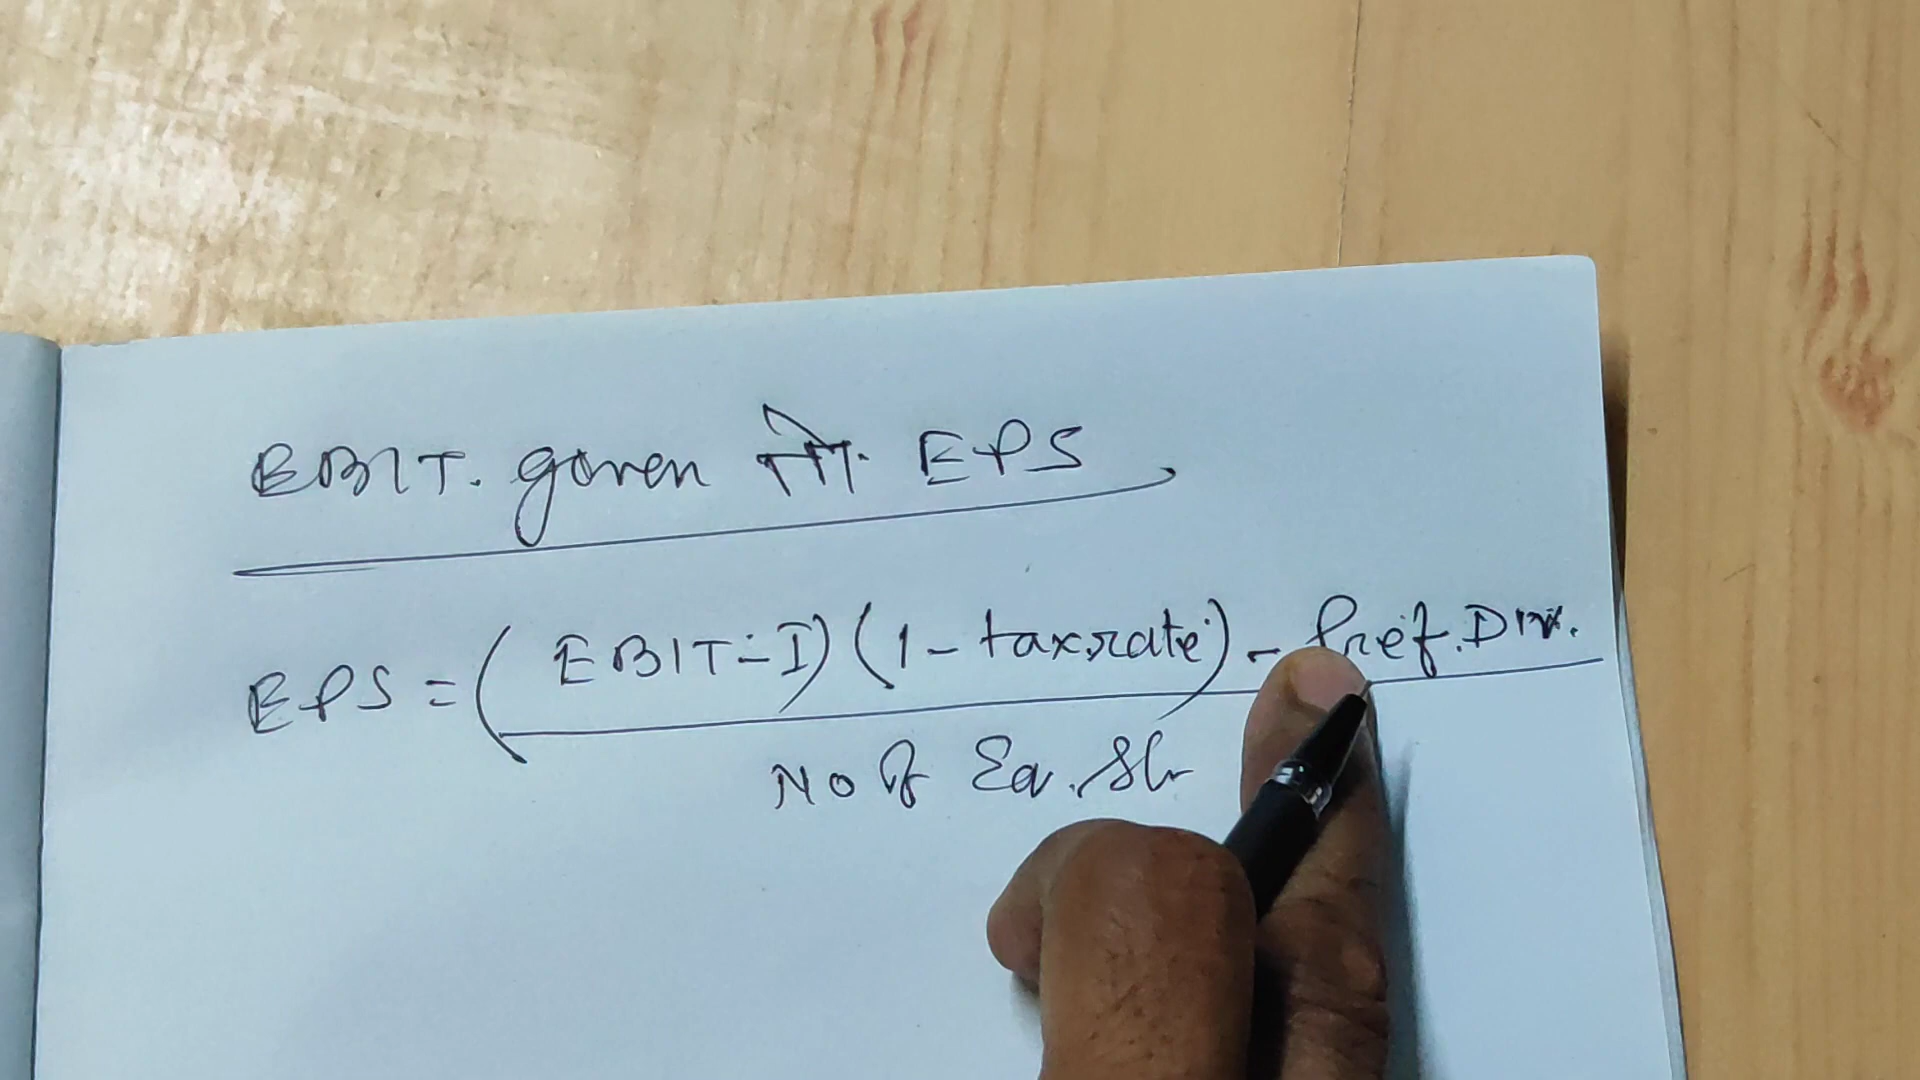 EBIT. given तो. EPS
EPS = (EBIT - I) (1 - tax rate) - Pref. Div.
No of Eq. Sh